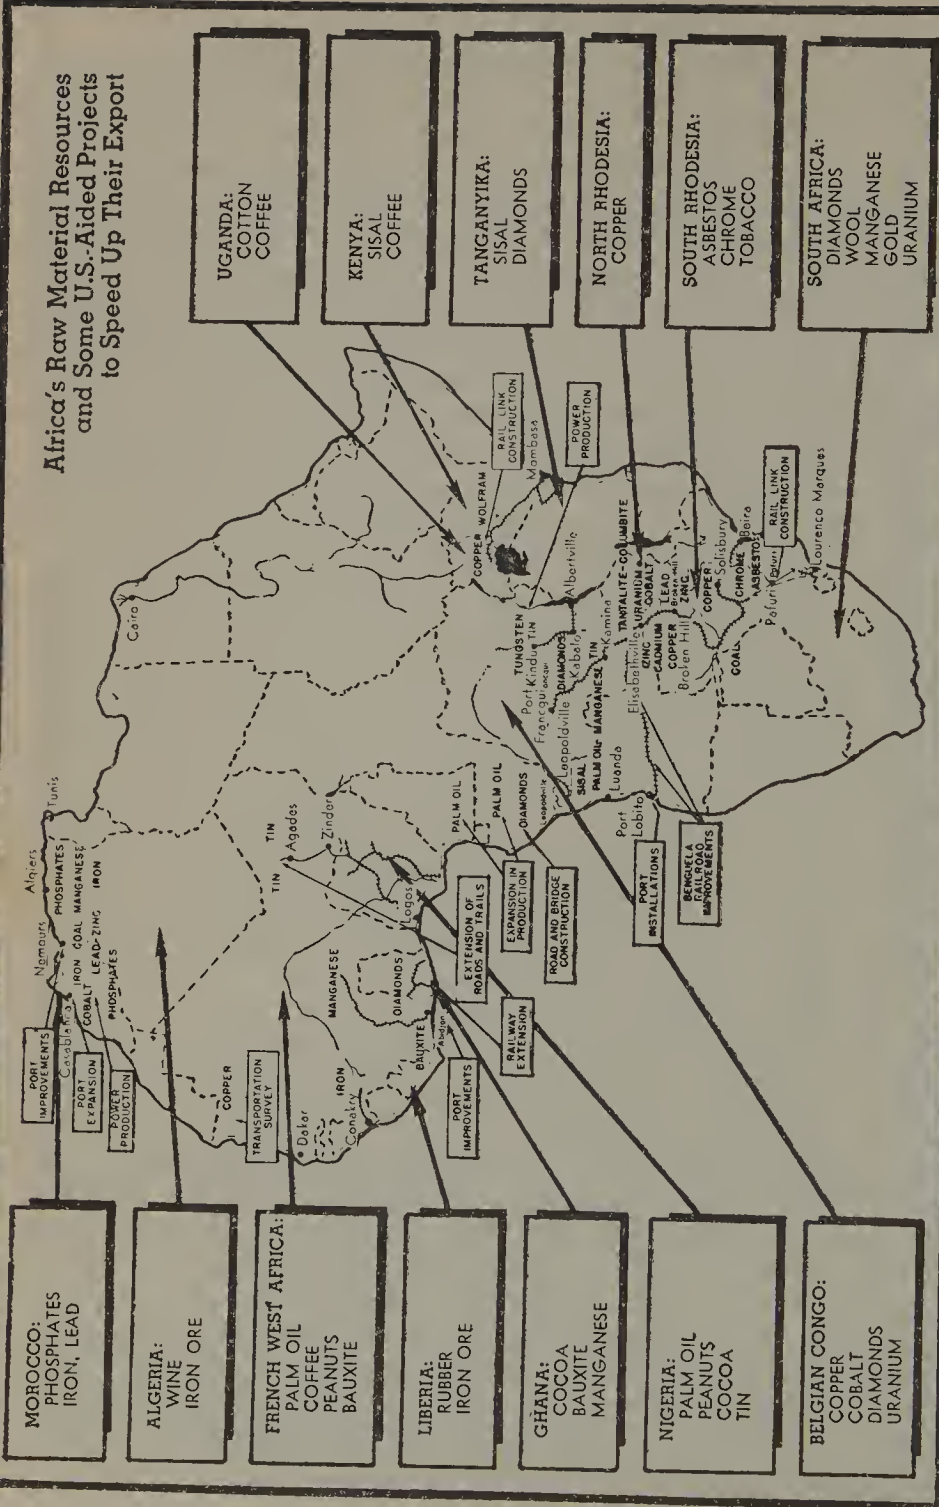 Africa's Raw Material Resources
and Some U.S.-Aided Projects
to Speed Up Their Export
MOROCCO:
PHOSPHATES
IRON, LEAD
ALGERIA:
WINE
IRON ORE
FRENCH WEST AFRICA:
PALM OIL
COFFEE
PEANUTS
BAUXITE
LIBERIA:
RUBBER
IRON ORE
GHANA:
COCOA
BAUXITE
MANGANESE
NIGERIA:
PALM OIL
PEANUTS
COCOA
TIN
BELGIAN CONGO:
COPPER
COBALT
DIAMONDS
URANIUM
UGANDA:
COTTON
COFFEE
KENYA:
SISAL
COFFEE
TANGANYIKA:
SISAL
DIAMONDS
NORTH RHODESIA:
COPPER
SOUTH RHODESIA:
ASBESTOS
CHROME
TOBACCO
SOUTH AFRICA:
DIAMONDS
WOOL
MANGANESE
GOLD
URANIUM
PORT
IMPROVEMENTS
PORT
EXPANSION
POWER
PRODUCTION
Casablanca
Nemours
Algiers
Tunis
Cairo
PHOSPHATES
IRON COAL MANGANESE
COBALT LEAD-ZINC IRON
PHOSPHATES
COPPER
TRANSPORTATION
SURVEY
Dakar
IRON
Conakry
MANGANESE
BAUXITE
DIAMONDS
Abidjan
PORT
IMPROVEMENTS
RAILWAY
EXTENSION
TIN
TIN
Agades
Zinder
Lagos
EXTENSION OF
ROADS AND TRAILS
PALM OIL
PALM OIL
EXPANSION IN
PRODUCTION
DIAMONDS
ROAD AND BRIDGE
CONSTRUCTION
Leopoldville
Leopoldville
SISAL
PALM OIL
MANGANESE
TIN
Luanda
Kamina
PORT
INSTALLATIONS
Port
Lobito
BENGUELA
RAILROAD
IMPROVEMENTS
COPPER
WOLFRAM
RAIL LINK
CONSTRUCTION
Mombasa
POWER
PRODUCTION
TUNGSTEN
TIN
Port
Kindu
Francqui
DIAMONDS
Kabalo
Albertville
TANTALITE-COLUMBITE
Elisabethville
URANIUM
ZINC
COBALT
CADMIUM
LEAD
COPPER
Broken Hill
ZINC
Broken Hill
COPPER
Salisbury
COAL
CHROME
Beira
ASBESTOS
Pafuri
Pafuri
RAIL LINK
CONSTRUCTION
Lourenco Marques